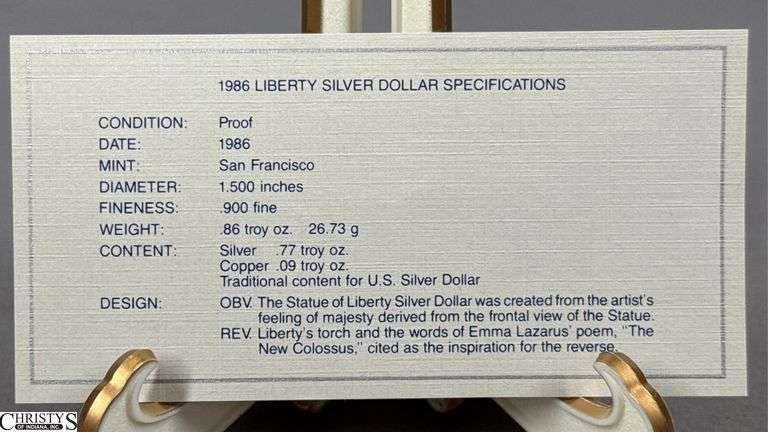 1986 LIBERTY SILVER DOLLAR SPECIFICATIONS
CONDITION: Proof
DATE: 1986
MINT: San Francisco
DIAMETER: 1.500 inches
FINENESS: .900 fine
WEIGHT: .86 troy oz. 26.73 g
CONTENT: Silver .77 troy oz.
Copper .09 troy oz.
Traditional content for U.S. Silver Dollar
DESIGN: OBV. The Statue of Liberty Silver Dollar was created from the artist's
feeling of majesty derived from the frontal view of the Statue.
REV. Liberty's torch and the words of Emma Lazarus' poem, "The
New Colossus," cited as the inspiration for the reverse.
CHRISTY'S
OF INDIANA, INC.